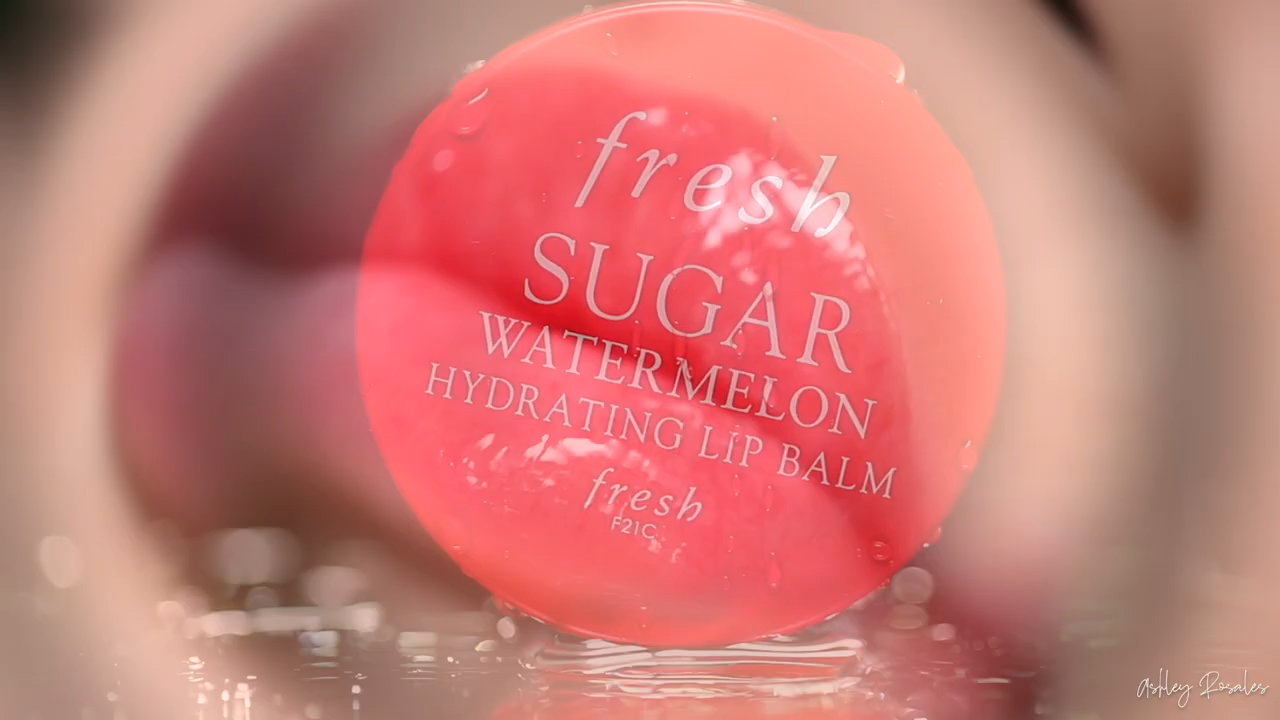 fresh
SUGAR
WATERMELON
HYDRATING LIP BALM
fresh
F21C
Ashley Rosales